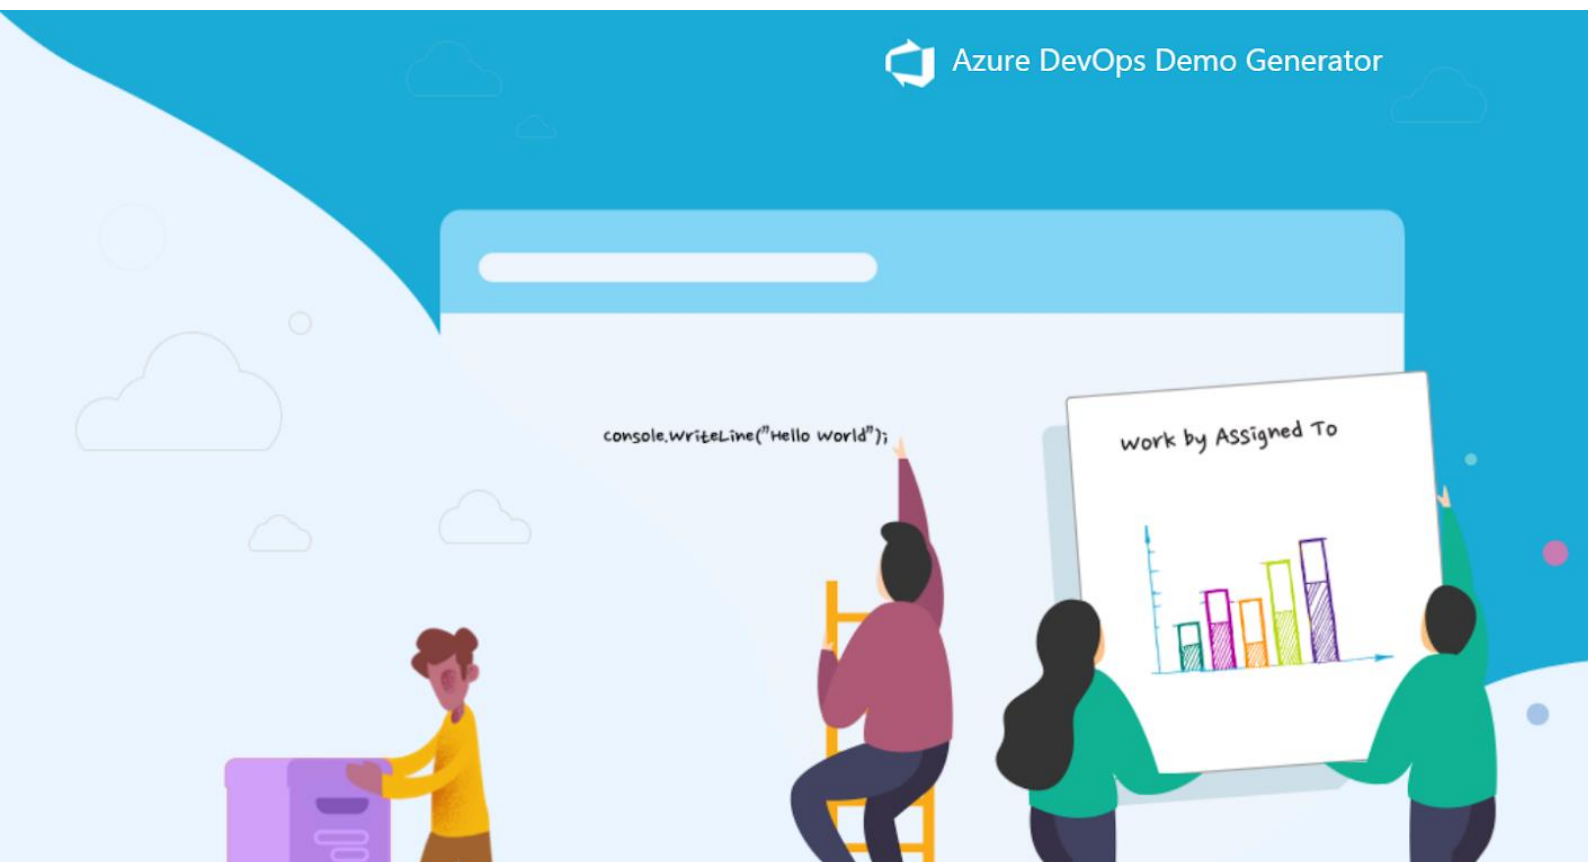 Azure DevOps Demo Generator
console.WriteLine("Hello World");
Work by Assigned To